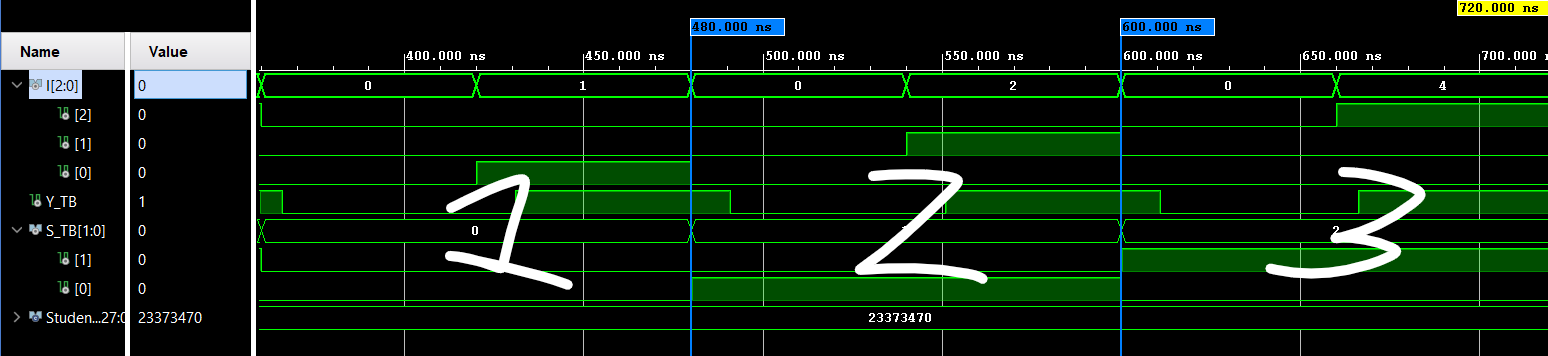 720.000 ns
480.000 ns 600.000 ns
Name Value
400.000 ns 450.000 ns 500.000 ns 550.000 ns 600.000 ns 650.000 ns 700.000
I[2:0] 0 0 1 0 2 0 4
[2] 0
[1] 0
[0] 0
Y_TB 1
S_TB[1:0] 0 0 2
[1] 0
[0] 0
Studen...27:0 23373470 23373470
1 2 3